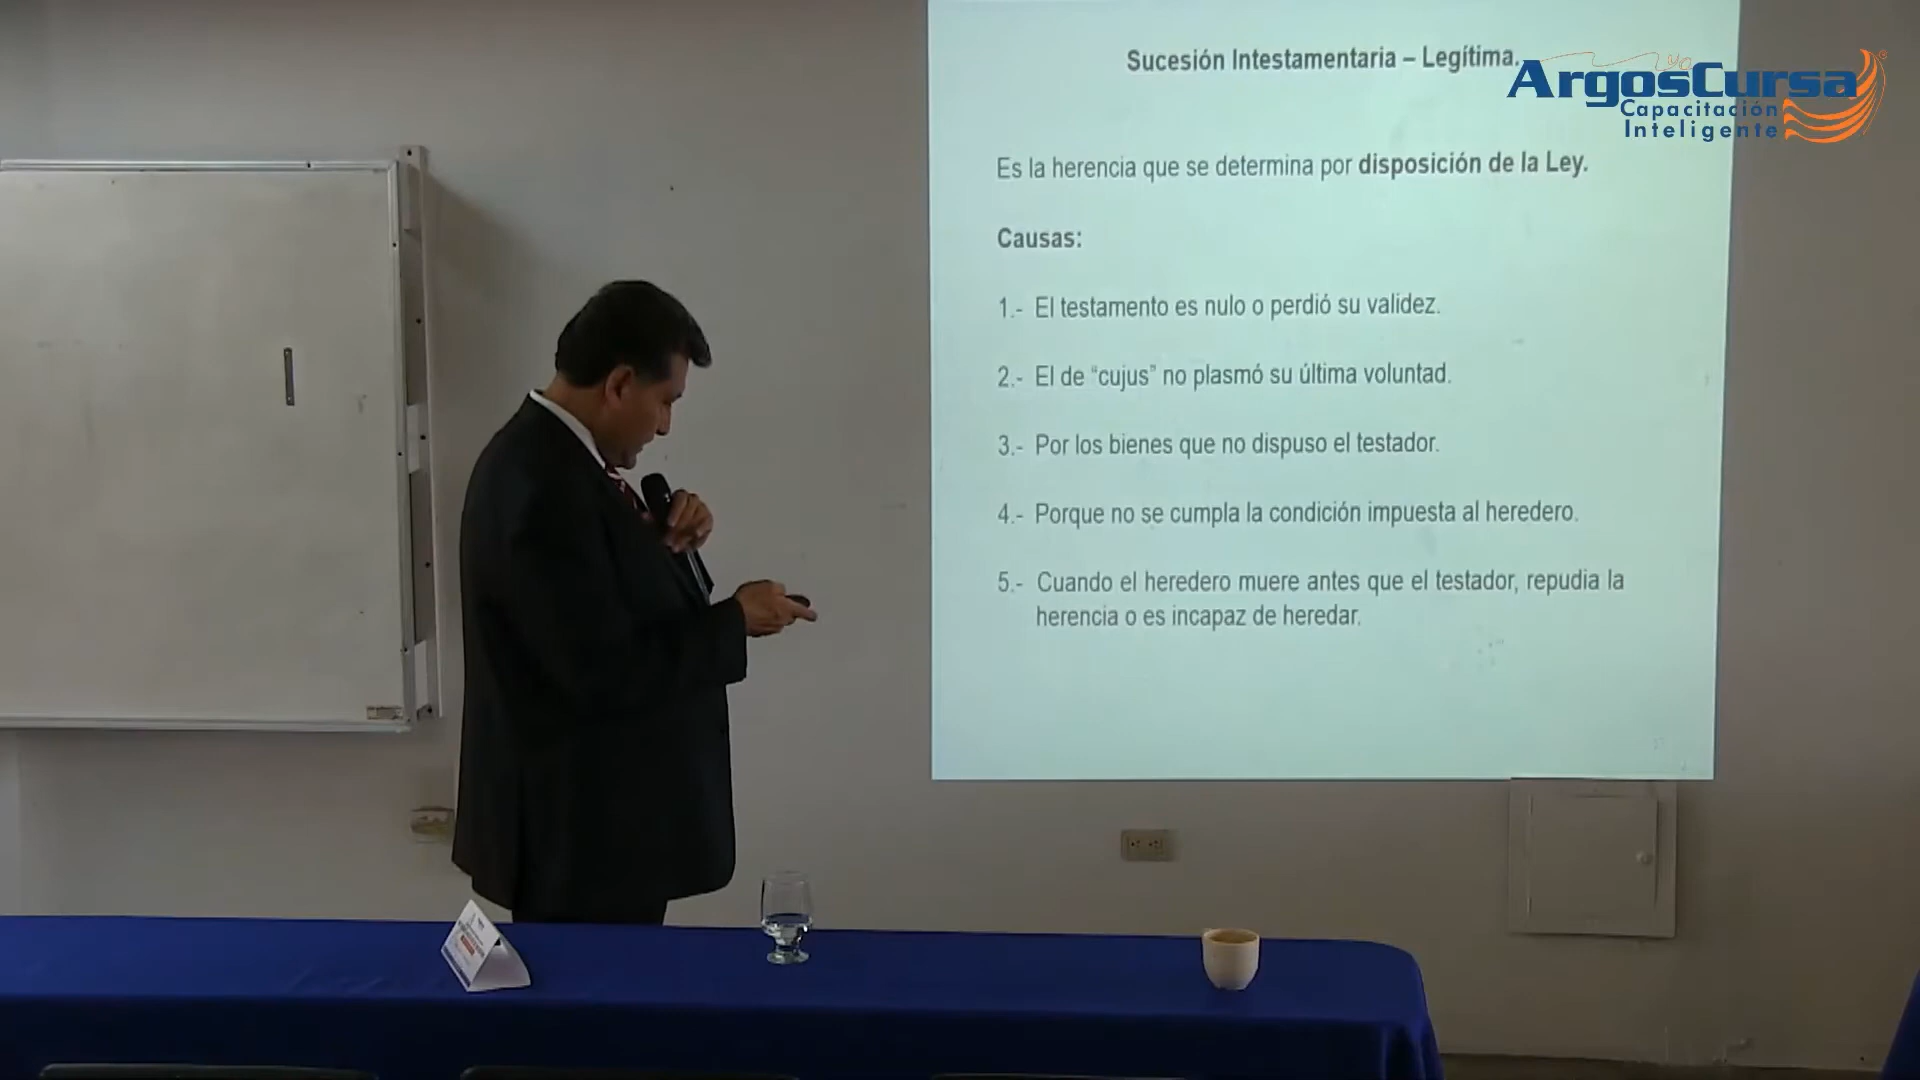 Sucesión Intestamentaria – Legítima.
ArgosCursa
Capacitación
Inteligente
Es la herencia que se determina por disposición de la Ley.
Causas:
1.- El testamento es nulo o perdió su validez.
2.- El de “cujus” no plasmó su última voluntad.
3.- Por los bienes que no dispuso el testador.
4.- Porque no se cumpla la condición impuesta al heredero.
5.- Cuando el heredero muere antes que el testador, repudia la
herencia o es incapaz de heredar.